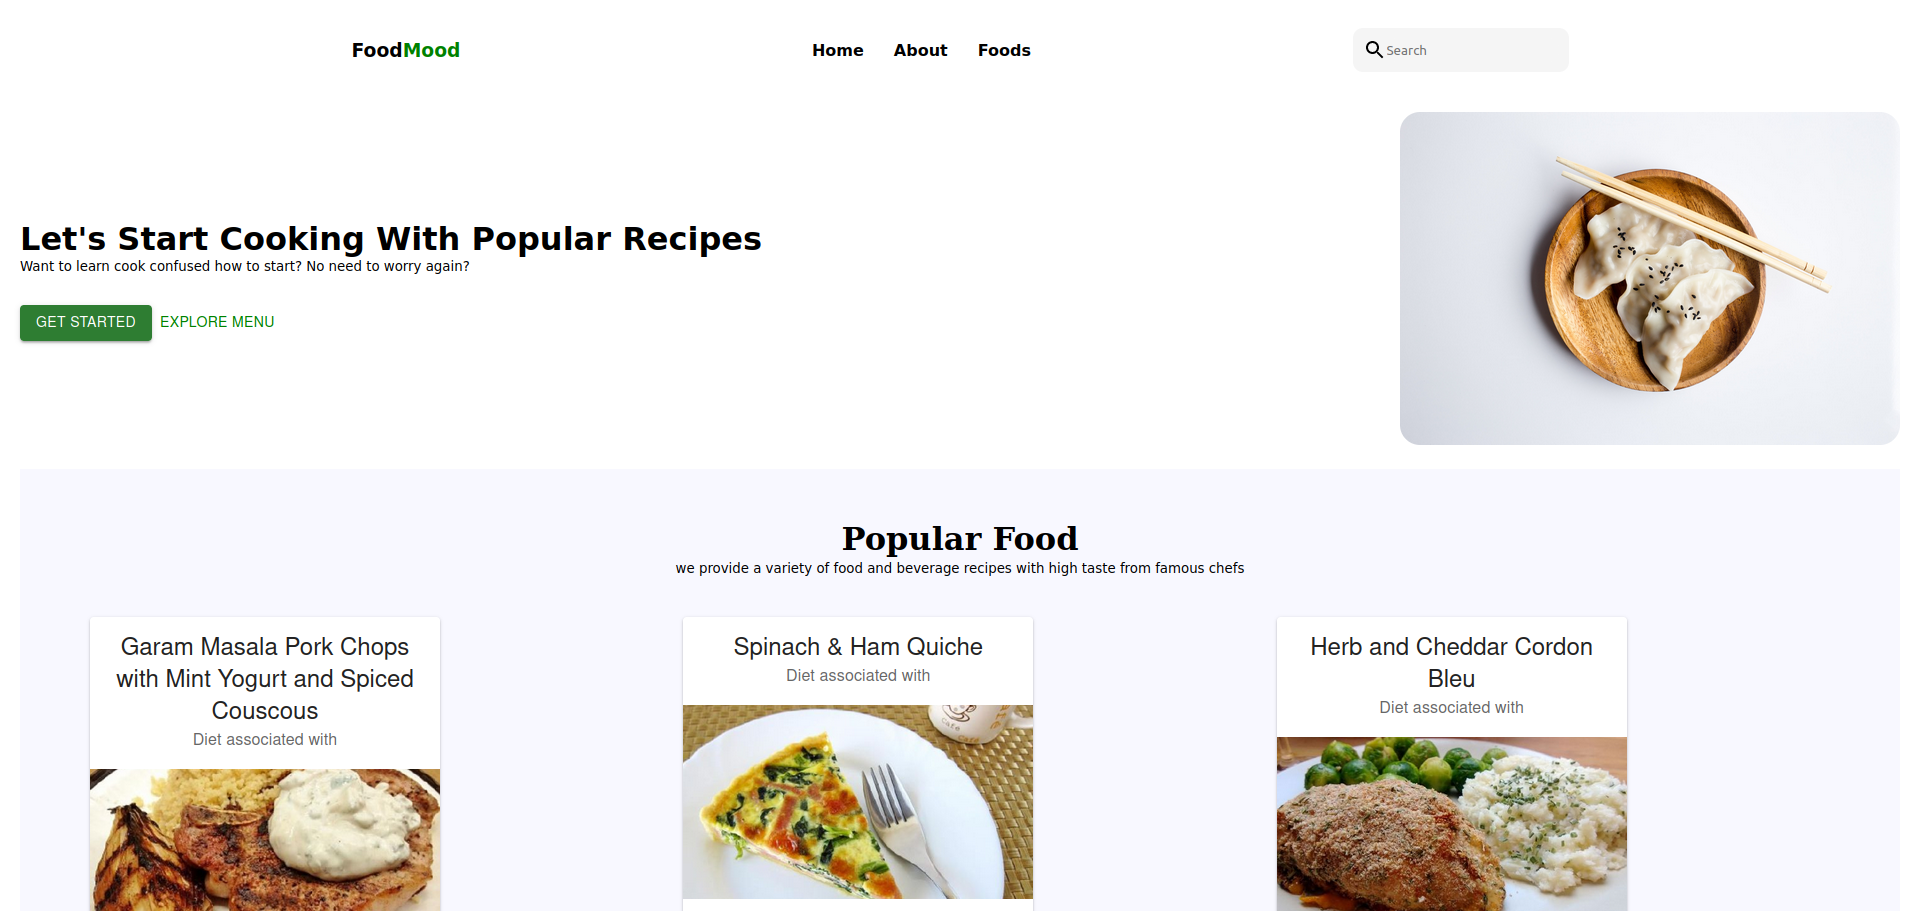 FoodMood
Home About Foods
Search
Let's Start Cooking With Popular Recipes
Want to learn cook confused how to start? No need to worry again?
GET STARTED EXPLORE MENU
Popular Food
we provide a variety of food and beverage recipes with high taste from famous chefs
Garam Masala Pork Chops
with Mint Yogurt and Spiced
Couscous
Diet associated with
Spinach & Ham Quiche
Diet associated with
Herb and Cheddar Cordon
Bleu
Diet associated with